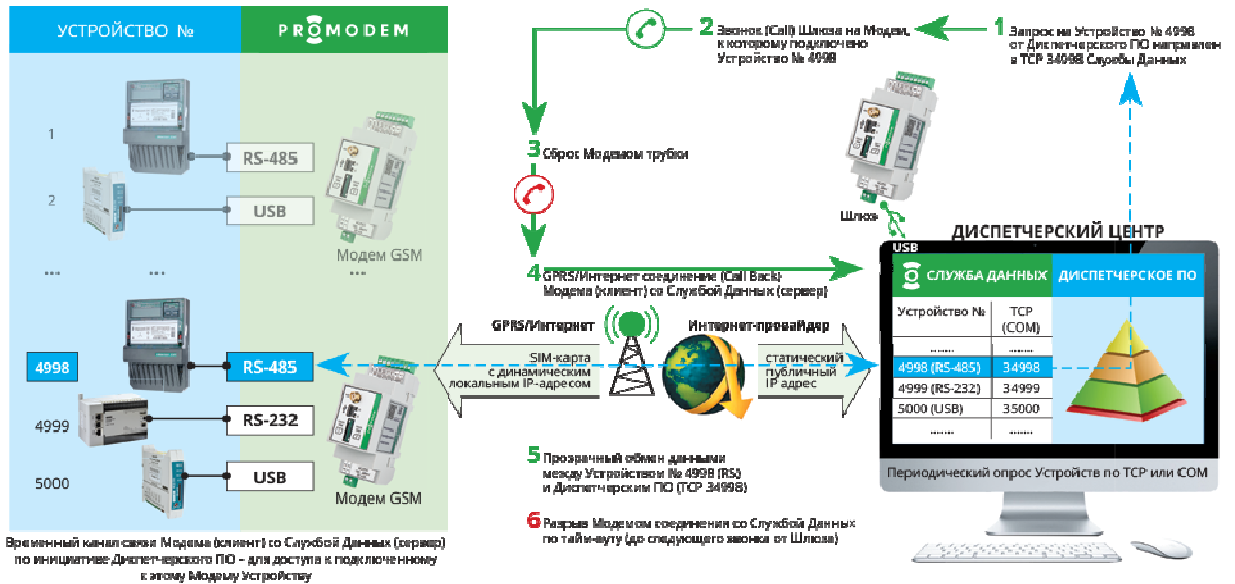 УСТРОЙСТВО №
PROMODEM
1
RS-485
2
USB
Модем GSM
...
...
...
4998
RS-485
4999
RS-232
5000
USB
Модем GSM
Временный канал связи Модема (клиент) со Службой Данных (сервер)
по инициативе Диспетчерского ПО – для доступа к подключенному
к этому Модему Устройству
1 Запрос на Устройство № 4998
от Диспетчерского ПО направлен
в TCP 34998 Службы Данных
2 Звонок (Call) Шлюза на Модем,
к которому подключено
Устройство № 4998
3 Сброс Модемом трубки
4 GPRS/Интернет соединение (Call Back)
Модема (клиент) со Службой Данных (сервер)
Шлюз
GPRS/Интернет
SIM-карта
с динамическим
локальным IP-адресом
Интернет-провайдер
статический
публичный
IP адрес
5 Прозрачный обмен данными
между Устройством № 4998 (RS)
и Диспетчерским ПО (TCP 34998)
6 Разрыв Модемом соединения со Службой Данных
по тайм-ауту (до следующего звонка от Шлюза)
ДИСПЕТЧЕРСКИЙ ЦЕНТР
USB
СЛУЖБА ДАННЫХ
ДИСПЕТЧЕРСКОЕ ПО
Устройство № TCP
(COM)
....... .......
4998 (RS-485) 34998
4999 (RS-232) 34999
5000 (USB) 35000
....... .......
Периодический опрос Устройств по TCP или COM